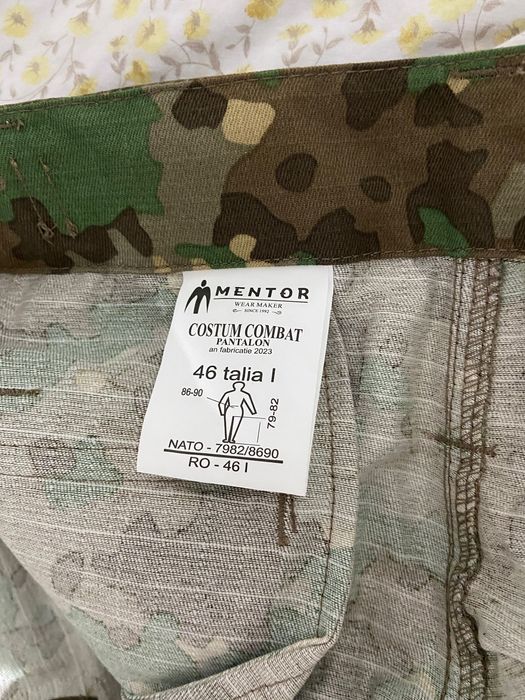 MENTOR
WEAR MAKER
SINCE 1992
COSTUM COMBAT
PANTALON
an fabricatie 2023
46 talia I
86-90
79-82
NATO - 7982/8690
RO - 46 I